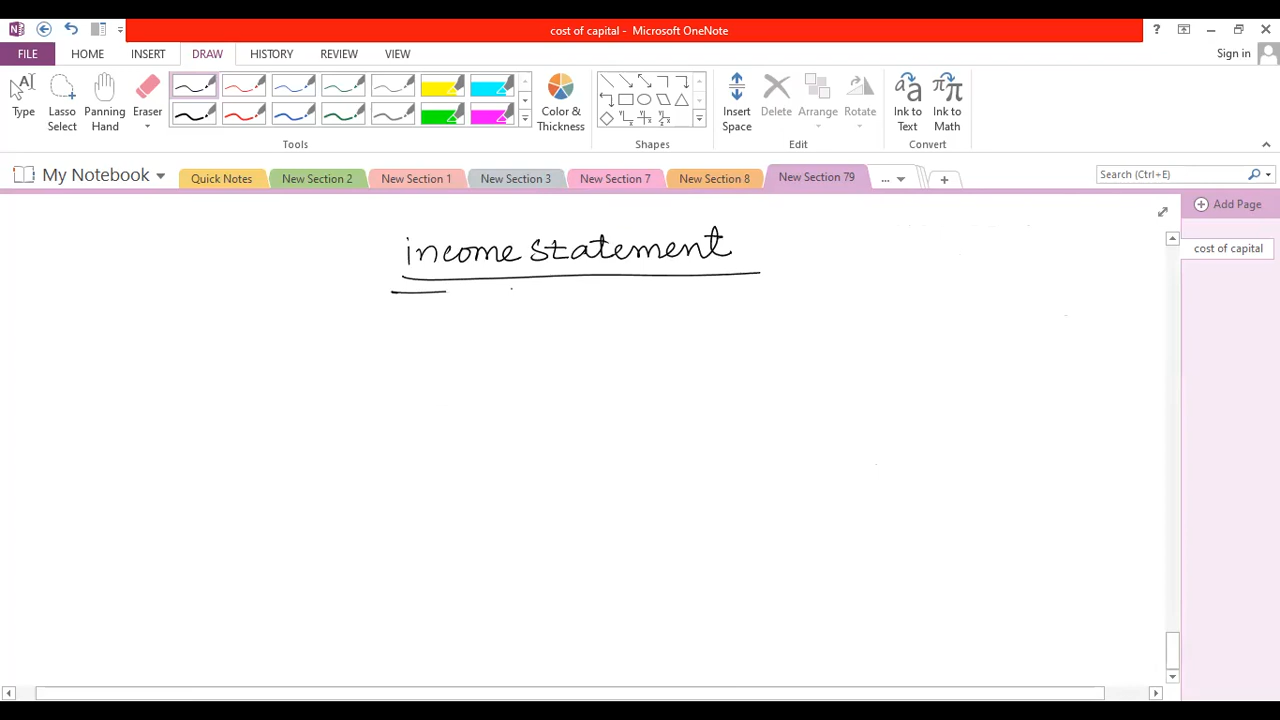 cost of capital - Microsoft OneNote
?
Sign in
FILE HOME INSERT DRAW HISTORY REVIEW VIEW
Type
Lasso Select
Panning Hand
Eraser
Color & Thickness
Insert Space
Delete
Arrange
Rotate
Ink to Text
Ink to Math
Tools Shapes Edit Convert
My Notebook Quick Notes New Section 2 New Section 1 New Section 3 New Section 7 New Section 8 New Section 79 ... Search (Ctrl+E)
Add Page
cost of capital
income statement